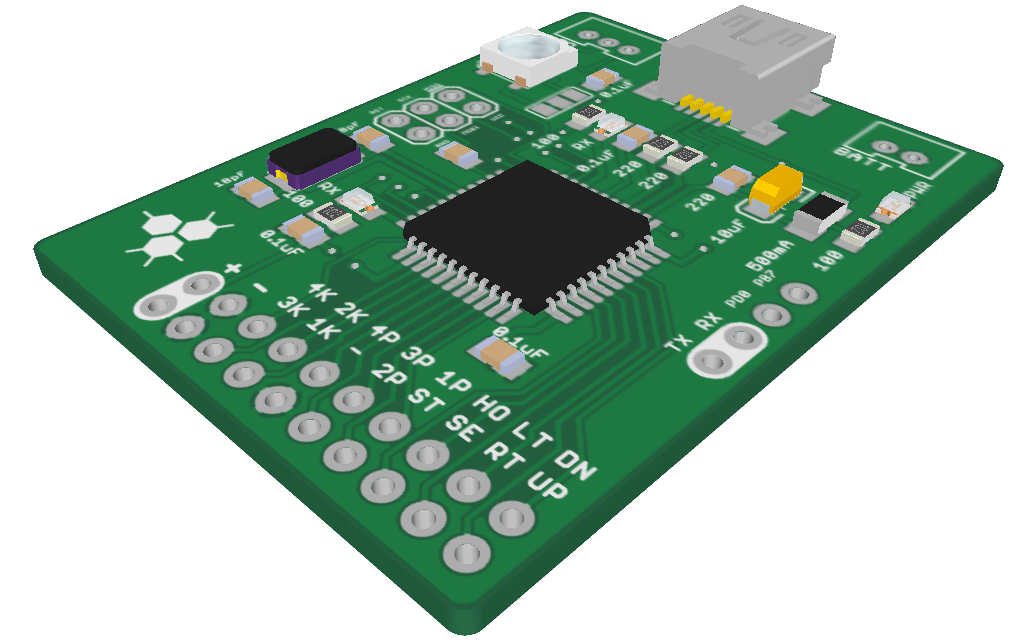 0.1uF
100
RX
0.1uF
220
220
220
BATT
PWR
10uF
500mA
100
10pF
100
RX
0.1uF
+
-
4K 2K 4P 3P 1P HO LT DN
3K 1K - 2P ST SE RT UP
0.1uF
TX RX PD0 PB7